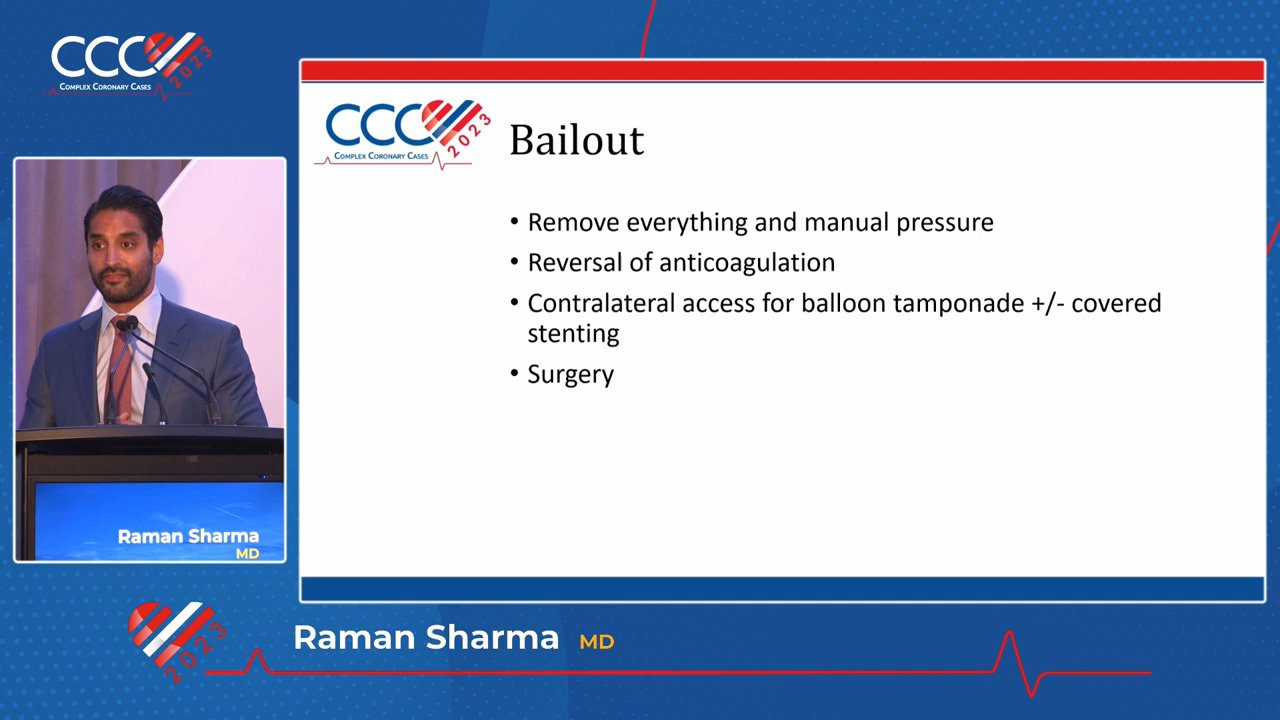 CCC
2023
COMPLEX CORONARY CASES
CCC
2023
COMPLEX CORONARY CASES
Bailout
• Remove everything and manual pressure
• Reversal of anticoagulation
• Contralateral access for balloon tamponade +/- covered
stenting
• Surgery
Raman Sharma
MD
2023
Raman Sharma MD